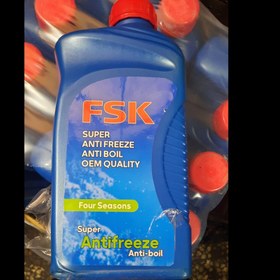 FSK
SUPER
ANTI FREEZE
ANTI BOIL
OEM QUALITY
Four Seasons
Super
Antifreeze
Anti-boil